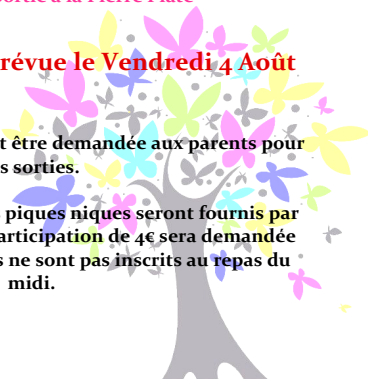 sortie à la Pierre Plate
révue le Vendredi 4 Août
t être demandée aux parents pour
s sorties.
piques niques seront fournis par
articipation de 4€ sera demandée
s ne sont pas inscrits au repas du
midi.